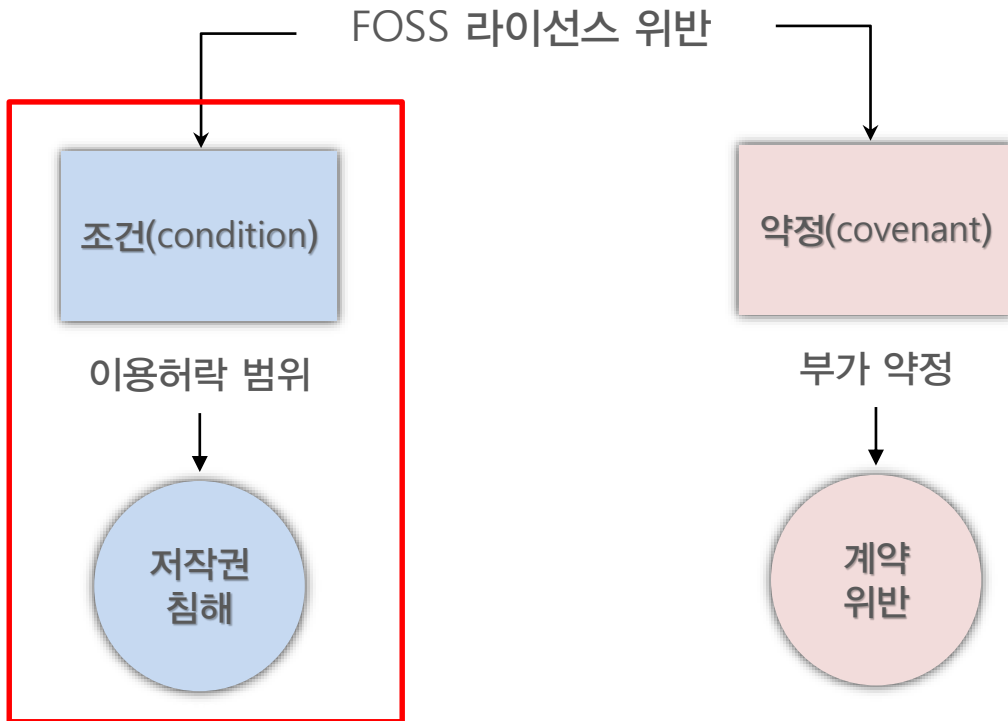 FOSS 라이선스 위반
조건(condition)
약정(covenant)
이용허락 범위
부가 약정
저작권
침해
계약
위반